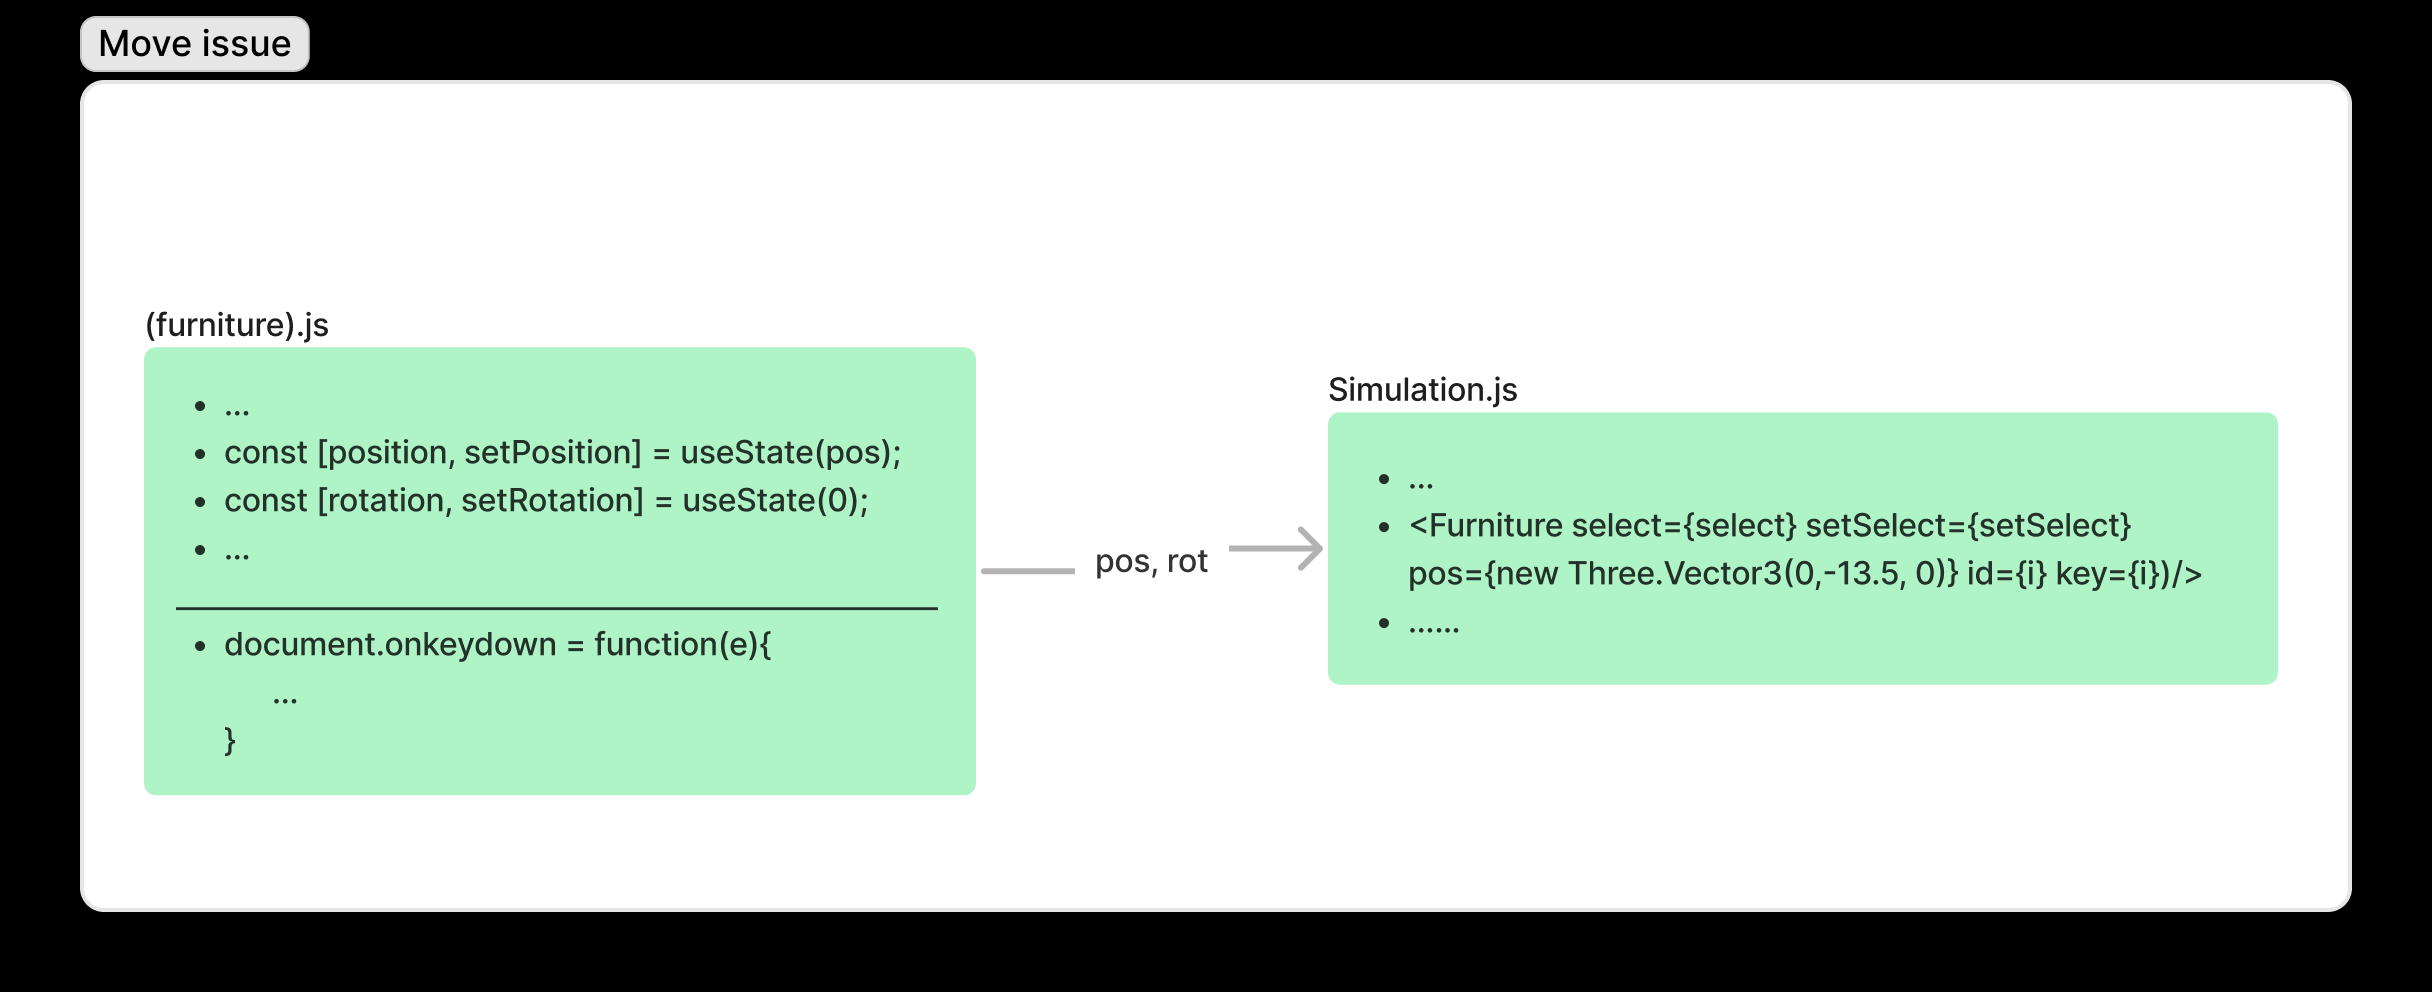 Move issue
(furniture).js
• ...
• const [position, setPosition] = useState(pos);
• const [rotation, setRotation] = useState(0);
• ...
• document.onkeydown = function(e){
...
}
pos, rot
Simulation.js
• ...
• <Furniture select={select} setSelect={setSelect}
pos={new Three.Vector3(0,-13.5, 0)} id={i} key={i})/>
• ......